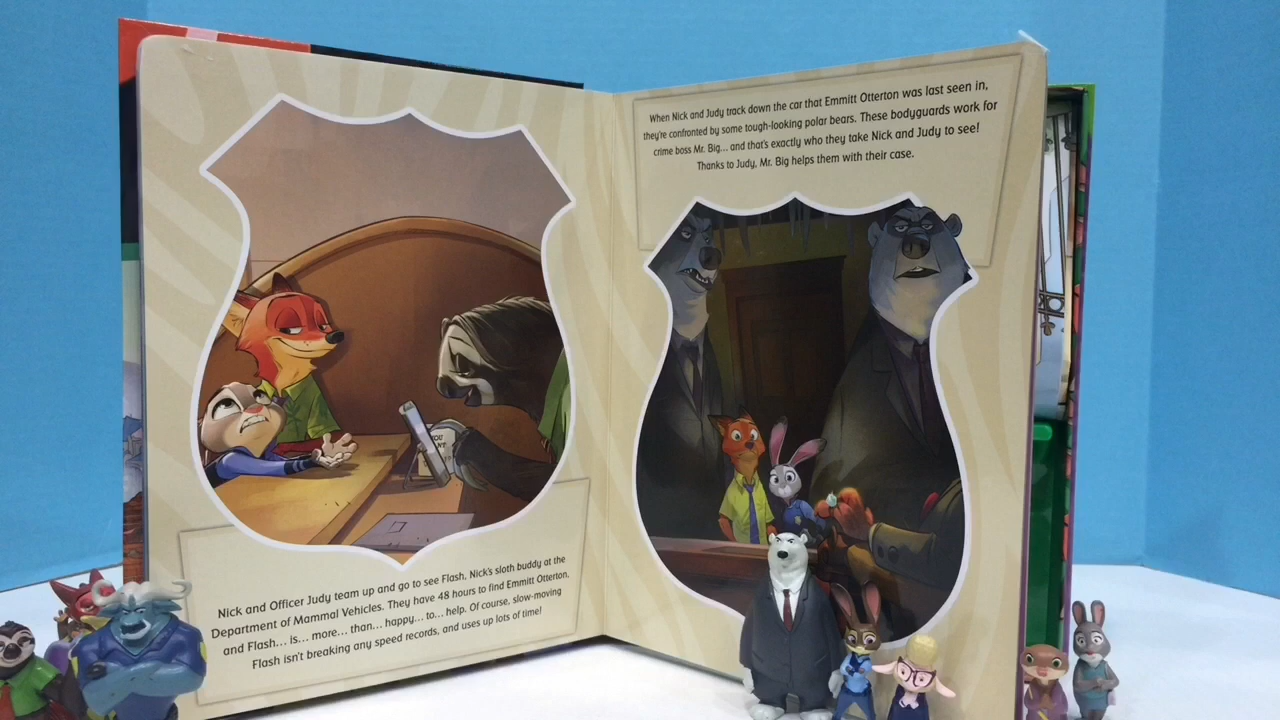 Nick and Officer Judy team up and go to see Flash, Nick's sloth buddy at the
Department of Mammal Vehicles. They have 48 hours to find Emmitt Otterton,
and Flash... is... more... than... happy... to... help. Of course, slow-moving
Flash isn't breaking any speed records, and uses up lots of time!
When Nick and Judy track down the car that Emmitt Otterton was last seen in,
they're confronted by some tough-looking polar bears. These bodyguards work for
crime boss Mr. Big... and that's exactly who they take Nick and Judy to see!
Thanks to Judy, Mr. Big helps them with their case.